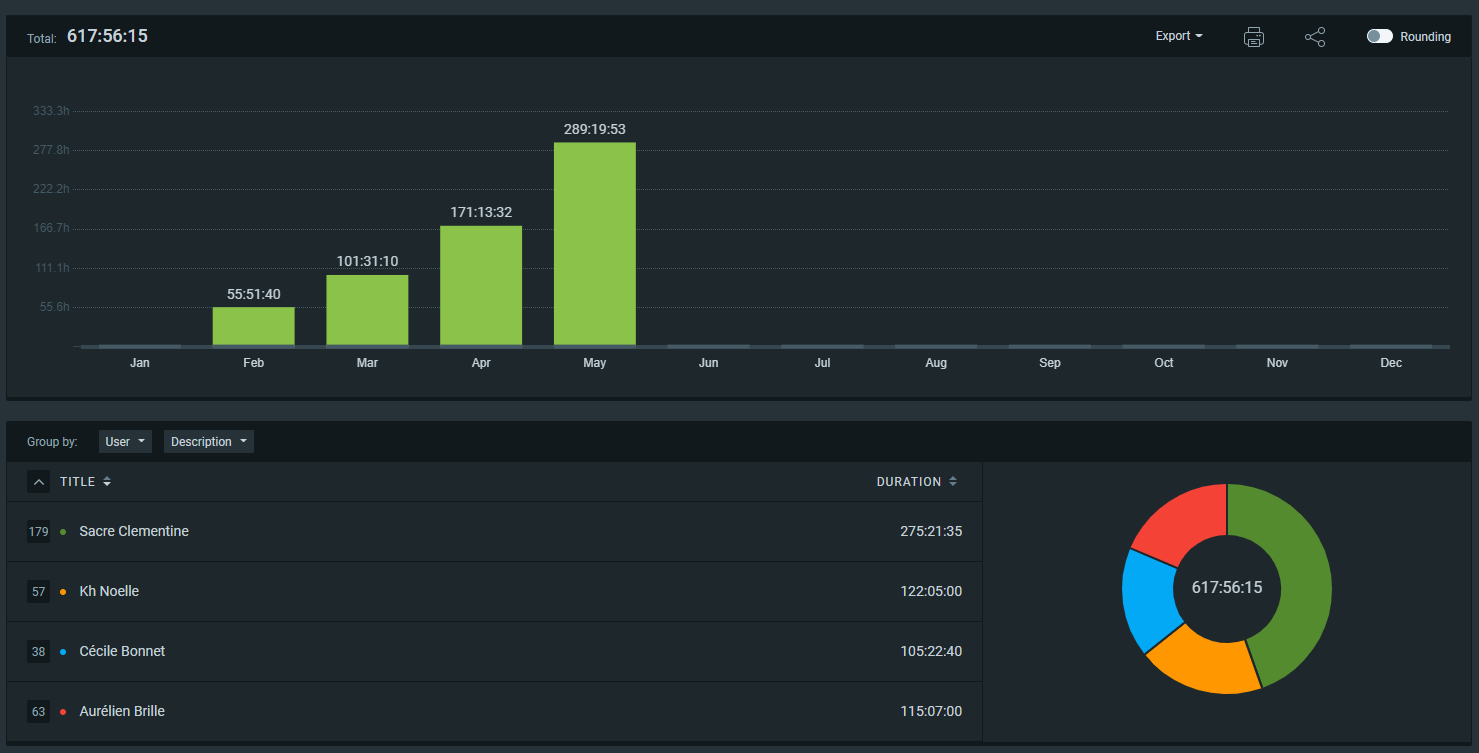 Total: 617:56:15 Export Rounding
333.3h
289:19:53
277.8h
171:13:32
222.2h
166.7h
101:31:10
111.1h
55:51:40
55.6h
Jan Feb Mar Apr May Jun Jul Aug Sep Oct Nov Dec
Group by: User Description
TITLE DURATION
179 Sacre Clementine 275:21:35
57 Kh Noelle 122:05:00
38 Cécile Bonnet 105:22:40
63 Aurélien Brille 115:07:00
617:56:15